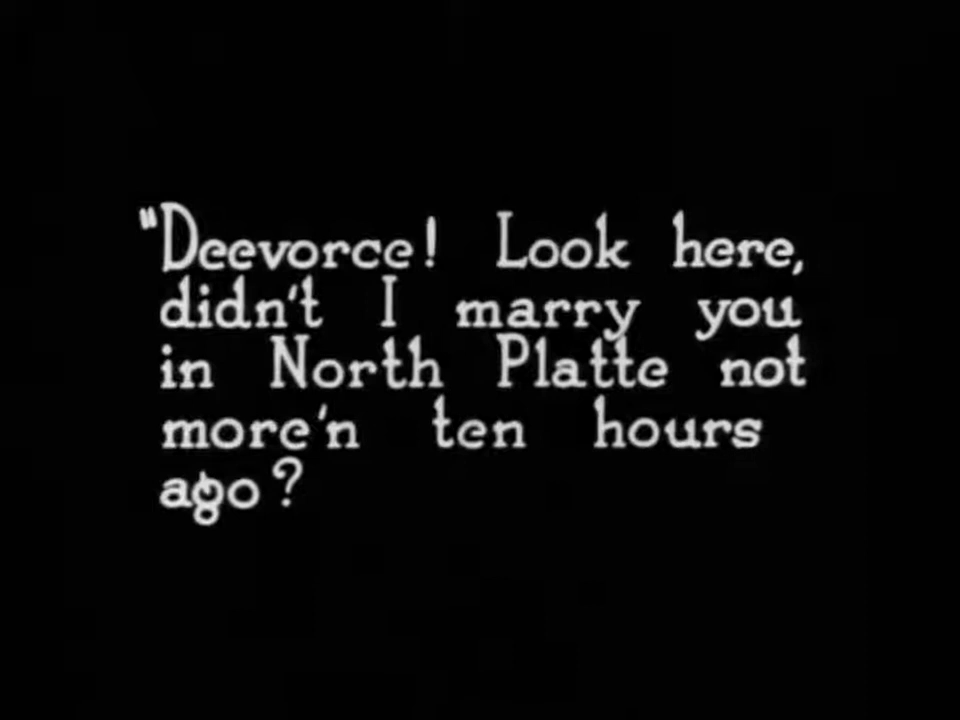 "Deevorce! Look here,
didn't I marry you
in North Platte not
more'n ten hours
ago?